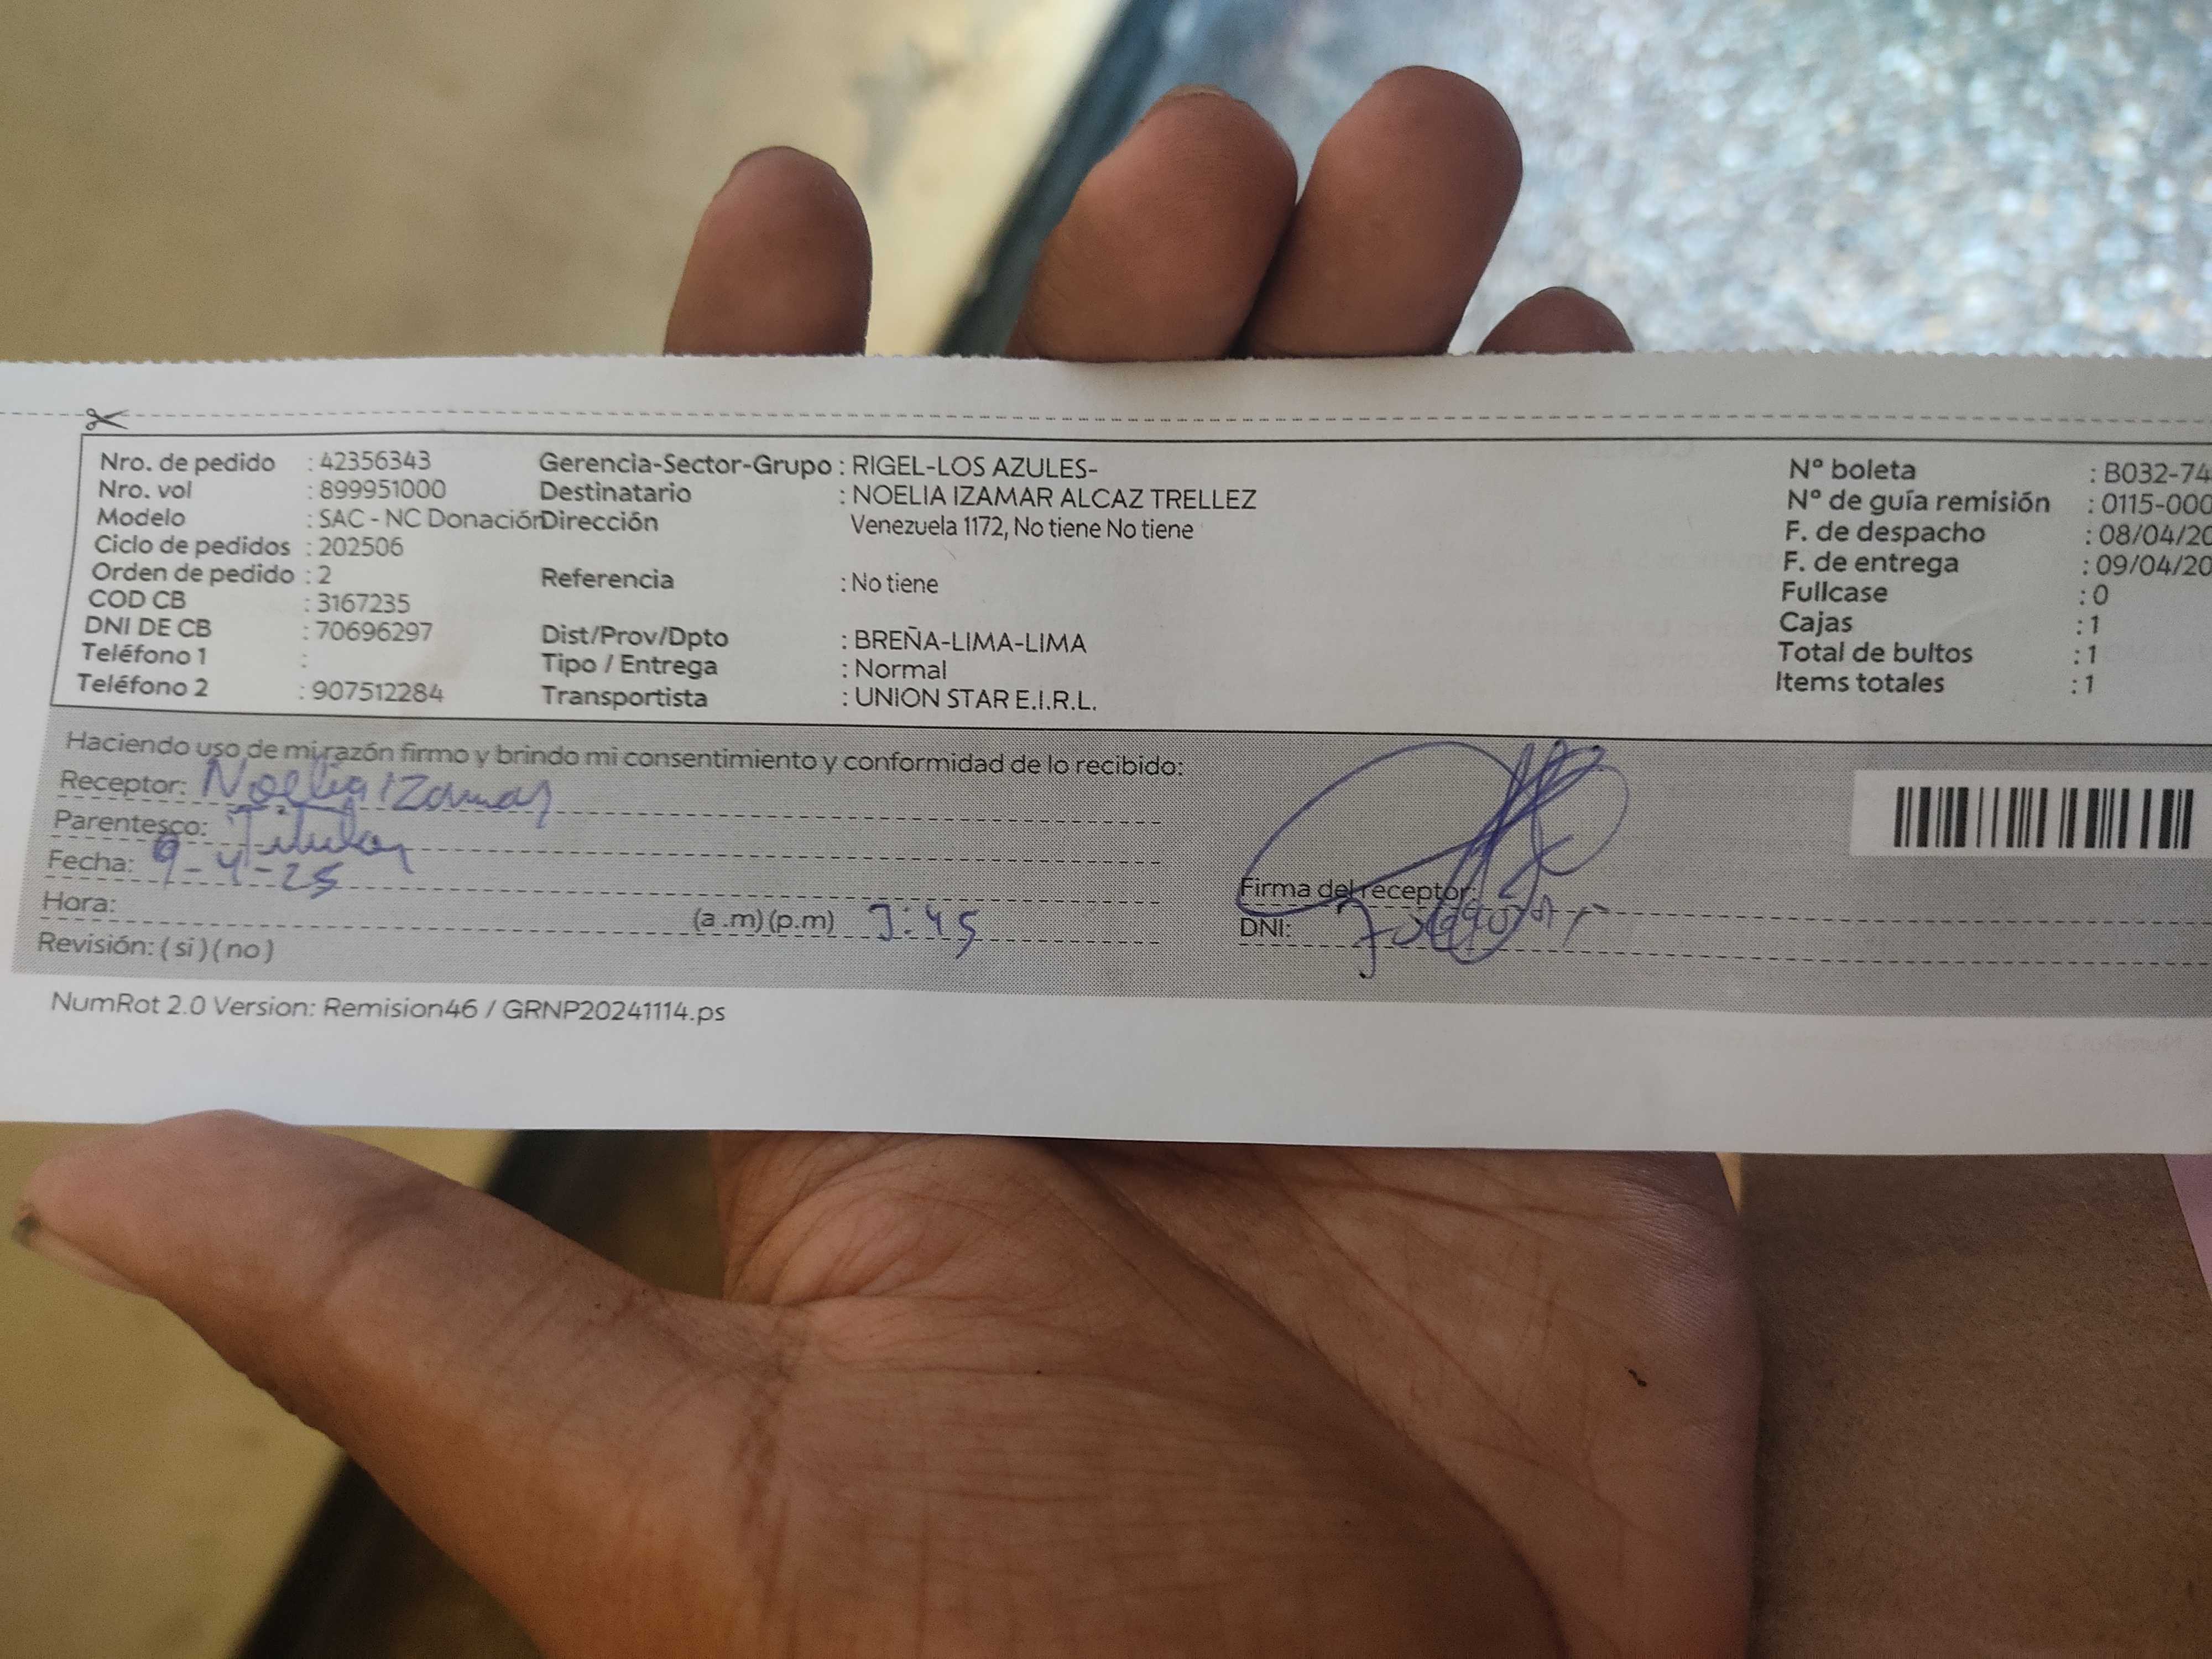 Nro. de pedido : 42356343 Gerencia-Sector-Grupo : RIGEL-LOS AZULES- Nº boleta : B032-74
Nro. vol : 899951000 Destinatario : NOELIA IZAMAR ALCAZ TRELLEZ Nº de guía remisión : 0115-000
Modelo : SAC - NC Donación Dirección Venezuela 1172, No tiene No tiene F. de despacho : 08/04/20
Ciclo de pedidos : 202506 F. de entrega : 09/04/20
Orden de pedido : 2 Referencia : No tiene Fullcase : 0
COD CB : 3167235 Cajas : 1
DNI DE CB : 70696297 Dist/Prov/Dpto : BREÑA-LIMA-LIMA Total de bultos : 1
Teléfono 1 : Tipo / Entrega : Normal Items totales : 1
Teléfono 2 : 907512284 Transportista : UNION STAR E.I.R.L.
Haciendo uso de mi razón firmo y brindo mi consentimiento y conformidad de lo recibido:
Receptor: Noelia Izamar
Parentesco: Titular
Fecha: 9-4-25
Firma del receptor:
Hora: (a .m) (p.m) 3:45
DNI:
Revisión: ( si ) ( no )
NumRot 2.0 Version: Remision46 / GRNP20241114.ps